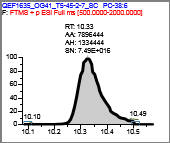 QEF1635_OG41_T5-45-2-7_SC PC-38:6
F: FTMS + p ESI Full ms [500.0000-2000.0000]
RT: 10.33
AA: 7896444
AH: 1334444
SN: 7.49E+016
100
80
60
40
20
0
10.10
10.49
10.1 10.2 10.3 10.4 10.5